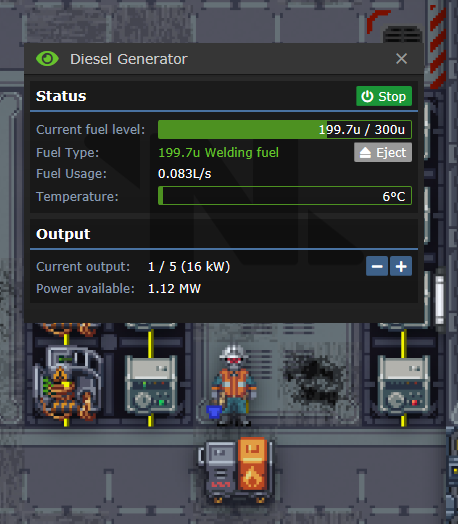 Diesel Generator
Status
Stop
Current fuel level: 199.7u / 300u
Fuel Type: 199.7u Welding fuel
Eject
Fuel Usage: 0.083L/s
Temperature: 6°C
Output
Current output: 1 / 5 (16 kW)
Power available: 1.12 MW